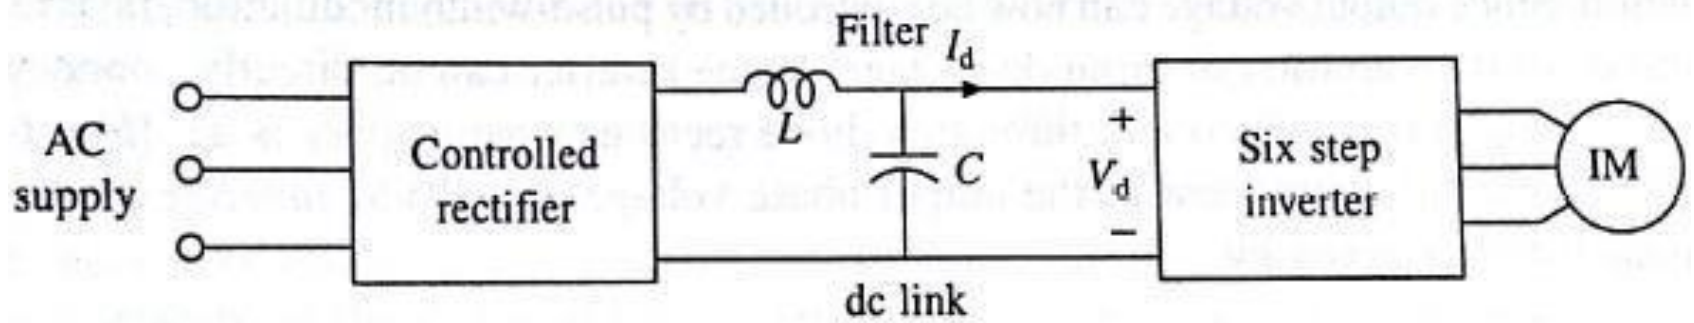 Filter
I_d
AC
supply
Controlled
rectifier
L
C
+
V_d
−
Six step
inverter
IM
dc link